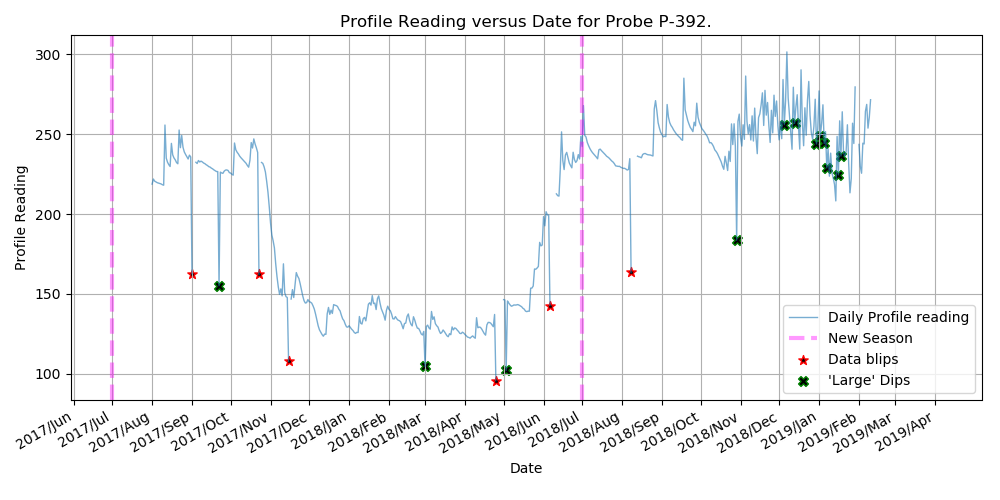 Profile Reading versus Date for Probe P-392.
Profile Reading
300
250
200
150
100
Daily Profile reading
New Season
Data blips
'Large' Dips
2017/Jun
2017/Jul
2017/Aug
2017/Sep
2017/Oct
2017/Nov
2017/Dec
2018/Jan
2018/Feb
2018/Mar
2018/Apr
2018/May
2018/Jun
2018/Jul
2018/Aug
2018/Sep
2018/Oct
2018/Nov
2018/Dec
2019/Jan
2019/Feb
2019/Mar
2019/Apr
Date